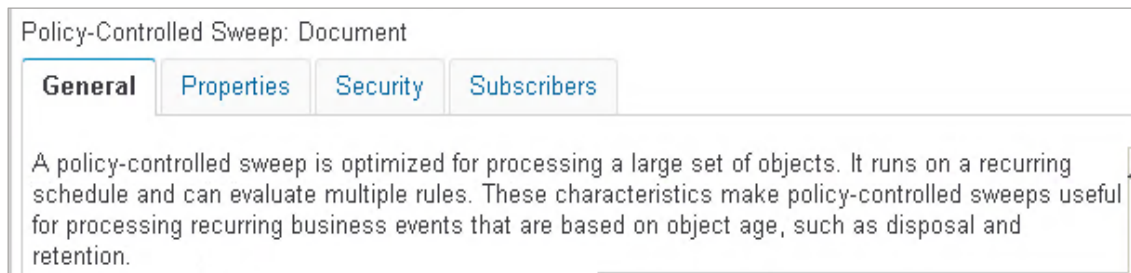 Policy-Controlled Sweep: Document
General Properties Security Subscribers
A policy-controlled sweep is optimized for processing a large set of objects. It runs on a recurring
schedule and can evaluate multiple rules. These characteristics make policy-controlled sweeps useful
for processing recurring business events that are based on object age, such as disposal and
retention.